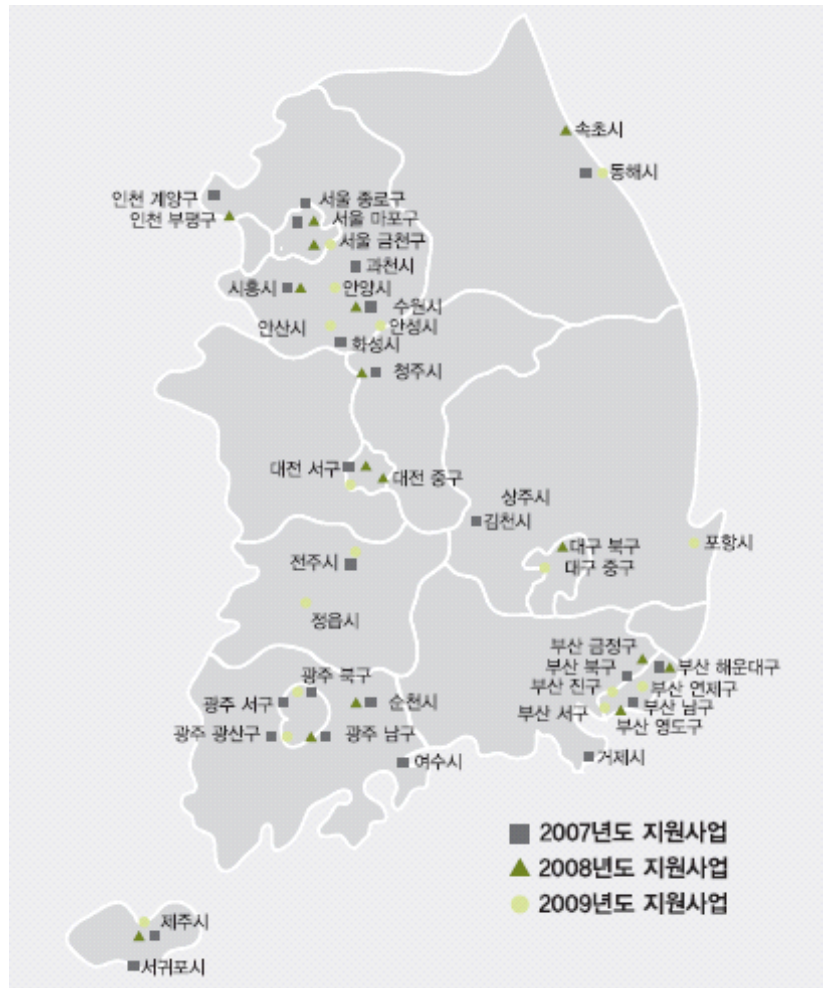 속초시
동해시
인천 계양구
서울 종로구
인천 부평구
서울 마포구
서울 금천구
과천시
시흥시
안양시
수원시
안산시
안성시
화성시
청주시
대전 서구
대전 중구
상주시
김천시
대구 북구
포항시
전주시
대구 중구
정읍시
부산 금정구
부산 북구
부산 해운대구
광주 북구
부산 진구
부산 연제구
광주 서구
순천시
부산 서구
부산 남구
부산 영도구
광주 광산구
광주 남구
여수시
거제시
2007년도 지원사업
2008년도 지원사업
2009년도 지원사업
제주시
서귀포시